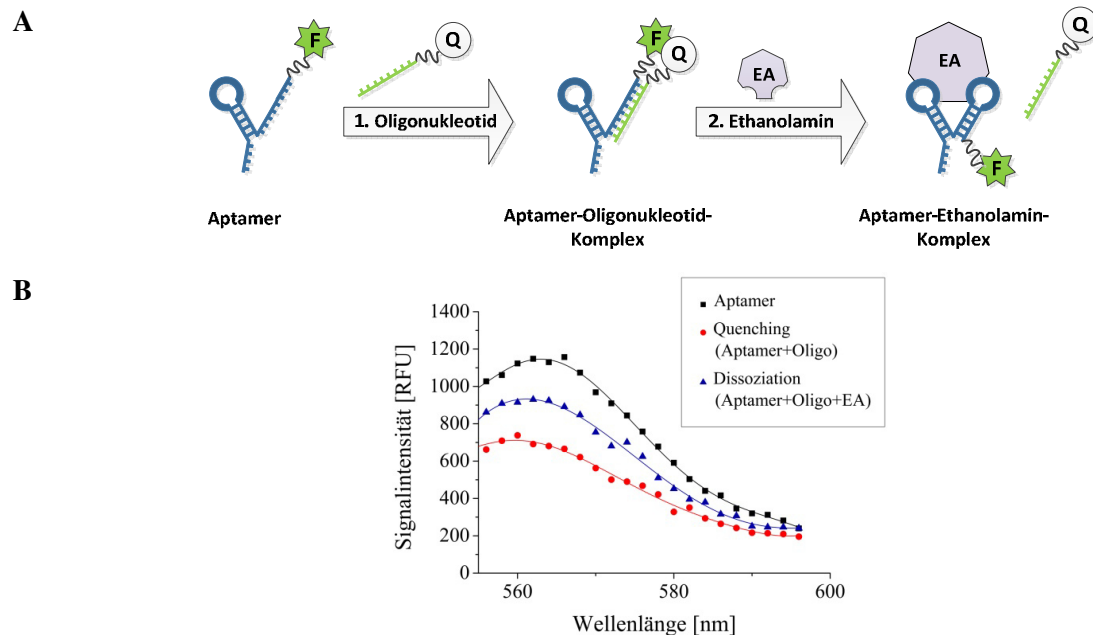 A
F
Q
1. Oligonukleotid
F
Q
EA
2. Ethanolamin
EA
Q
F
Aptamer
Aptamer-Oligonukleotid-
Komplex
Aptamer-Ethanolamin-
Komplex
B
Signalintensität [RFU]
1400
1200
1000
800
600
400
200
0
560
580
600
Wellenlänge [nm]
Aptamer
Quenching
(Aptamer+Oligo)
Dissoziation
(Aptamer+Oligo+EA)